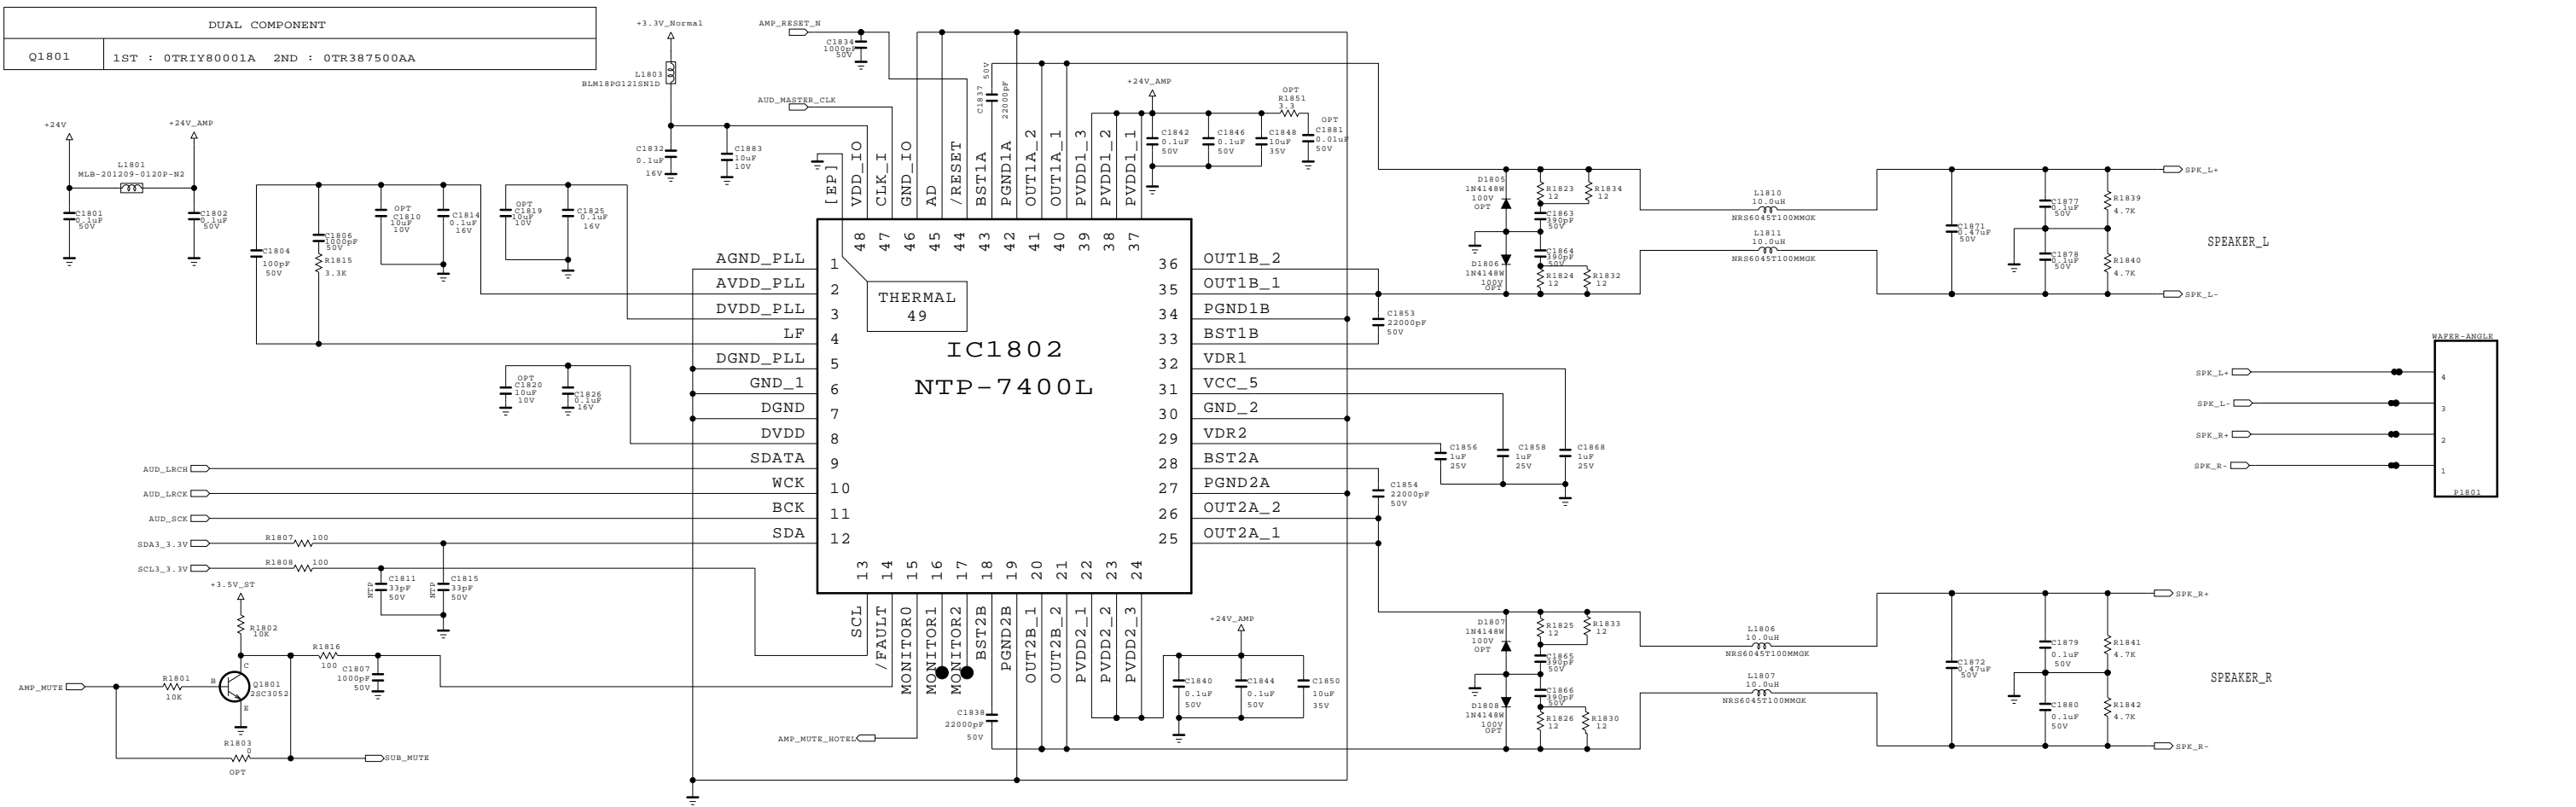 DUAL COMPONENT
Q1801
1ST : 0TRIY80001A 2ND : 0TR387500AA
+3.3V_Normal
L1803
BLM18PG121SN1D
AMP_RESET_N
C1834
1000pF
50V
AUD_MASTER_CLK
C1832
0.1uF
16V
C1883
10uF
10V
+24V
+24V_AMP
L1801
MLB-201209-0120P-N2
C1801
0.1uF
50V
C1802
0.1uF
50V
C1804
100pF
50V
C1806
1000pF
50V
R1815
3.3K
OPT
C1810
10uF
10V
C1814
0.1uF
16V
OPT
C1819
10uF
10V
C1825
0.1uF
16V
OPT
C1820
10uF
10V
C1826
0.1uF
16V
C1837
50V
22000pF
+24V_AMP
C1842
0.1uF
50V
C1846
0.1uF
50V
C1848
10uF
35V
OPT
R1851
3.3
OPT
C1881
0.01uF
50V
[EP]
VDD_IO
CLK_I
GND_IO
AD
/RESET
BST1A
PGND1A
OUT1A_2
OUT1A_1
PVDD1_3
PVDD1_2
PVDD1_1
48
47
46
45
44
43
42
41
40
39
38
37
AGND_PLL 1
AVDD_PLL 2
DVDD_PLL 3
LF 4
DGND_PLL 5
GND_1 6
DGND 7
DVDD 8
SDATA 9
WCK 10
BCK 11
SDA 12
THERMAL
49
IC1802
NTP-7400L
36 OUT1B_2
35 OUT1B_1
34 PGND1B
33 BST1B
32 VDR1
31 VCC_5
30 GND_2
29 VDR2
28 BST2A
27 PGND2A
26 OUT2A_2
25 OUT2A_1
13
14
15
16
17
18
19
20
21
22
23
24
SCL
/FAULT
MONITOR0
MONITOR1
MONITOR2
BST2B
PGND2B
OUT2B_1
OUT2B_2
PVDD2_1
PVDD2_2
PVDD2_3
AUD_LRCH
AUD_LRCK
AUD_SCK
SDA3_3.3V
R1807 100
SCL3_3.3V
R1808 100
NTP
C1811
33pF
50V
NTP
C1815
33pF
50V
+3.5V_ST
R1802
10K
R1816
100
C1807
1000pF
50V
AMP_MUTE
R1801
10K
B
C
E
Q1801
2SC3052
R1803
0
OPT
SUB_MUTE
AMP_MUTE_HOTEL
C1838
22000pF
50V
+24V_AMP
C1840
0.1uF
50V
C1844
0.1uF
50V
C1850
10uF
35V
C1853
22000pF
50V
C1854
22000pF
50V
C1856
1uF
25V
C1858
1uF
25V
C1868
1uF
25V
D1805
1N4148W
100V
OPT
D1806
1N4148W
100V
OPT
R1823
12
R1834
12
C1863
390pF
50V
C1864
390pF
50V
R1824
12
R1832
12
L1810
10.0uH
NRS6045T100MMGK
L1811
10.0uH
NRS6045T100MMGK
C1871
0.47uF
50V
C1877
0.1uF
50V
C1878
0.1uF
50V
R1839
4.7K
R1840
4.7K
SPK_L+
SPEAKER_L
SPK_L-
WAFER-ANGLE
SPK_L+ 4
SPK_L- 3
SPK_R+ 2
SPK_R- 1
P1801
D1807
1N4148W
100V
OPT
D1808
1N4148W
100V
OPT
R1825
12
R1833
12
C1865
390pF
50V
C1866
390pF
50V
R1826
12
R1830
12
L1806
10.0uH
NRS6045T100MMGK
L1807
10.0uH
NRS6045T100MMGK
C1872
0.47uF
50V
C1879
0.1uF
50V
C1880
0.1uF
50V
R1841
4.7K
R1842
4.7K
SPK_R+
SPEAKER_R
SPK_R-